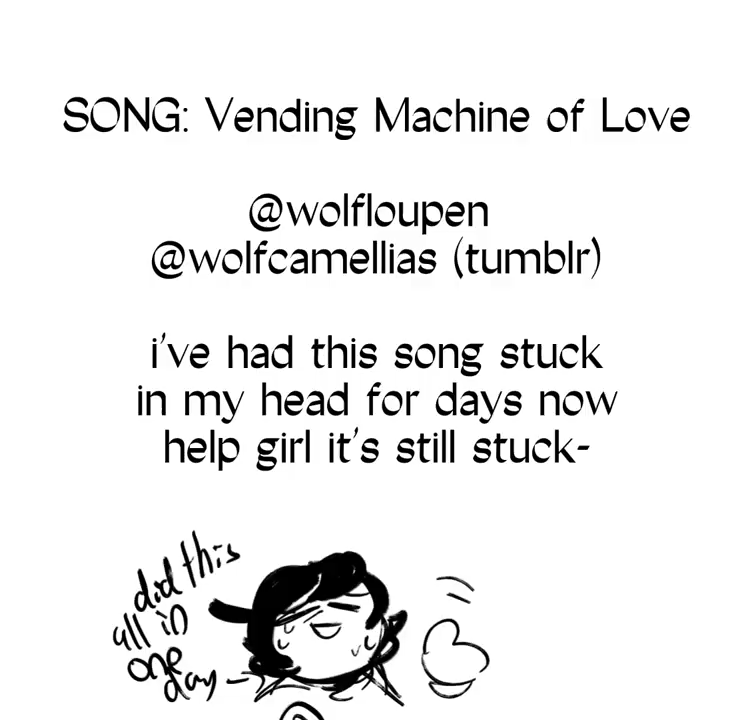 SONG: Vending Machine of Love
@wolfloupen
@wolfcamellias (tumblr)
i've had this song stuck
in my head for days now
help girl it's still stuck-
did this
all in
one
day-